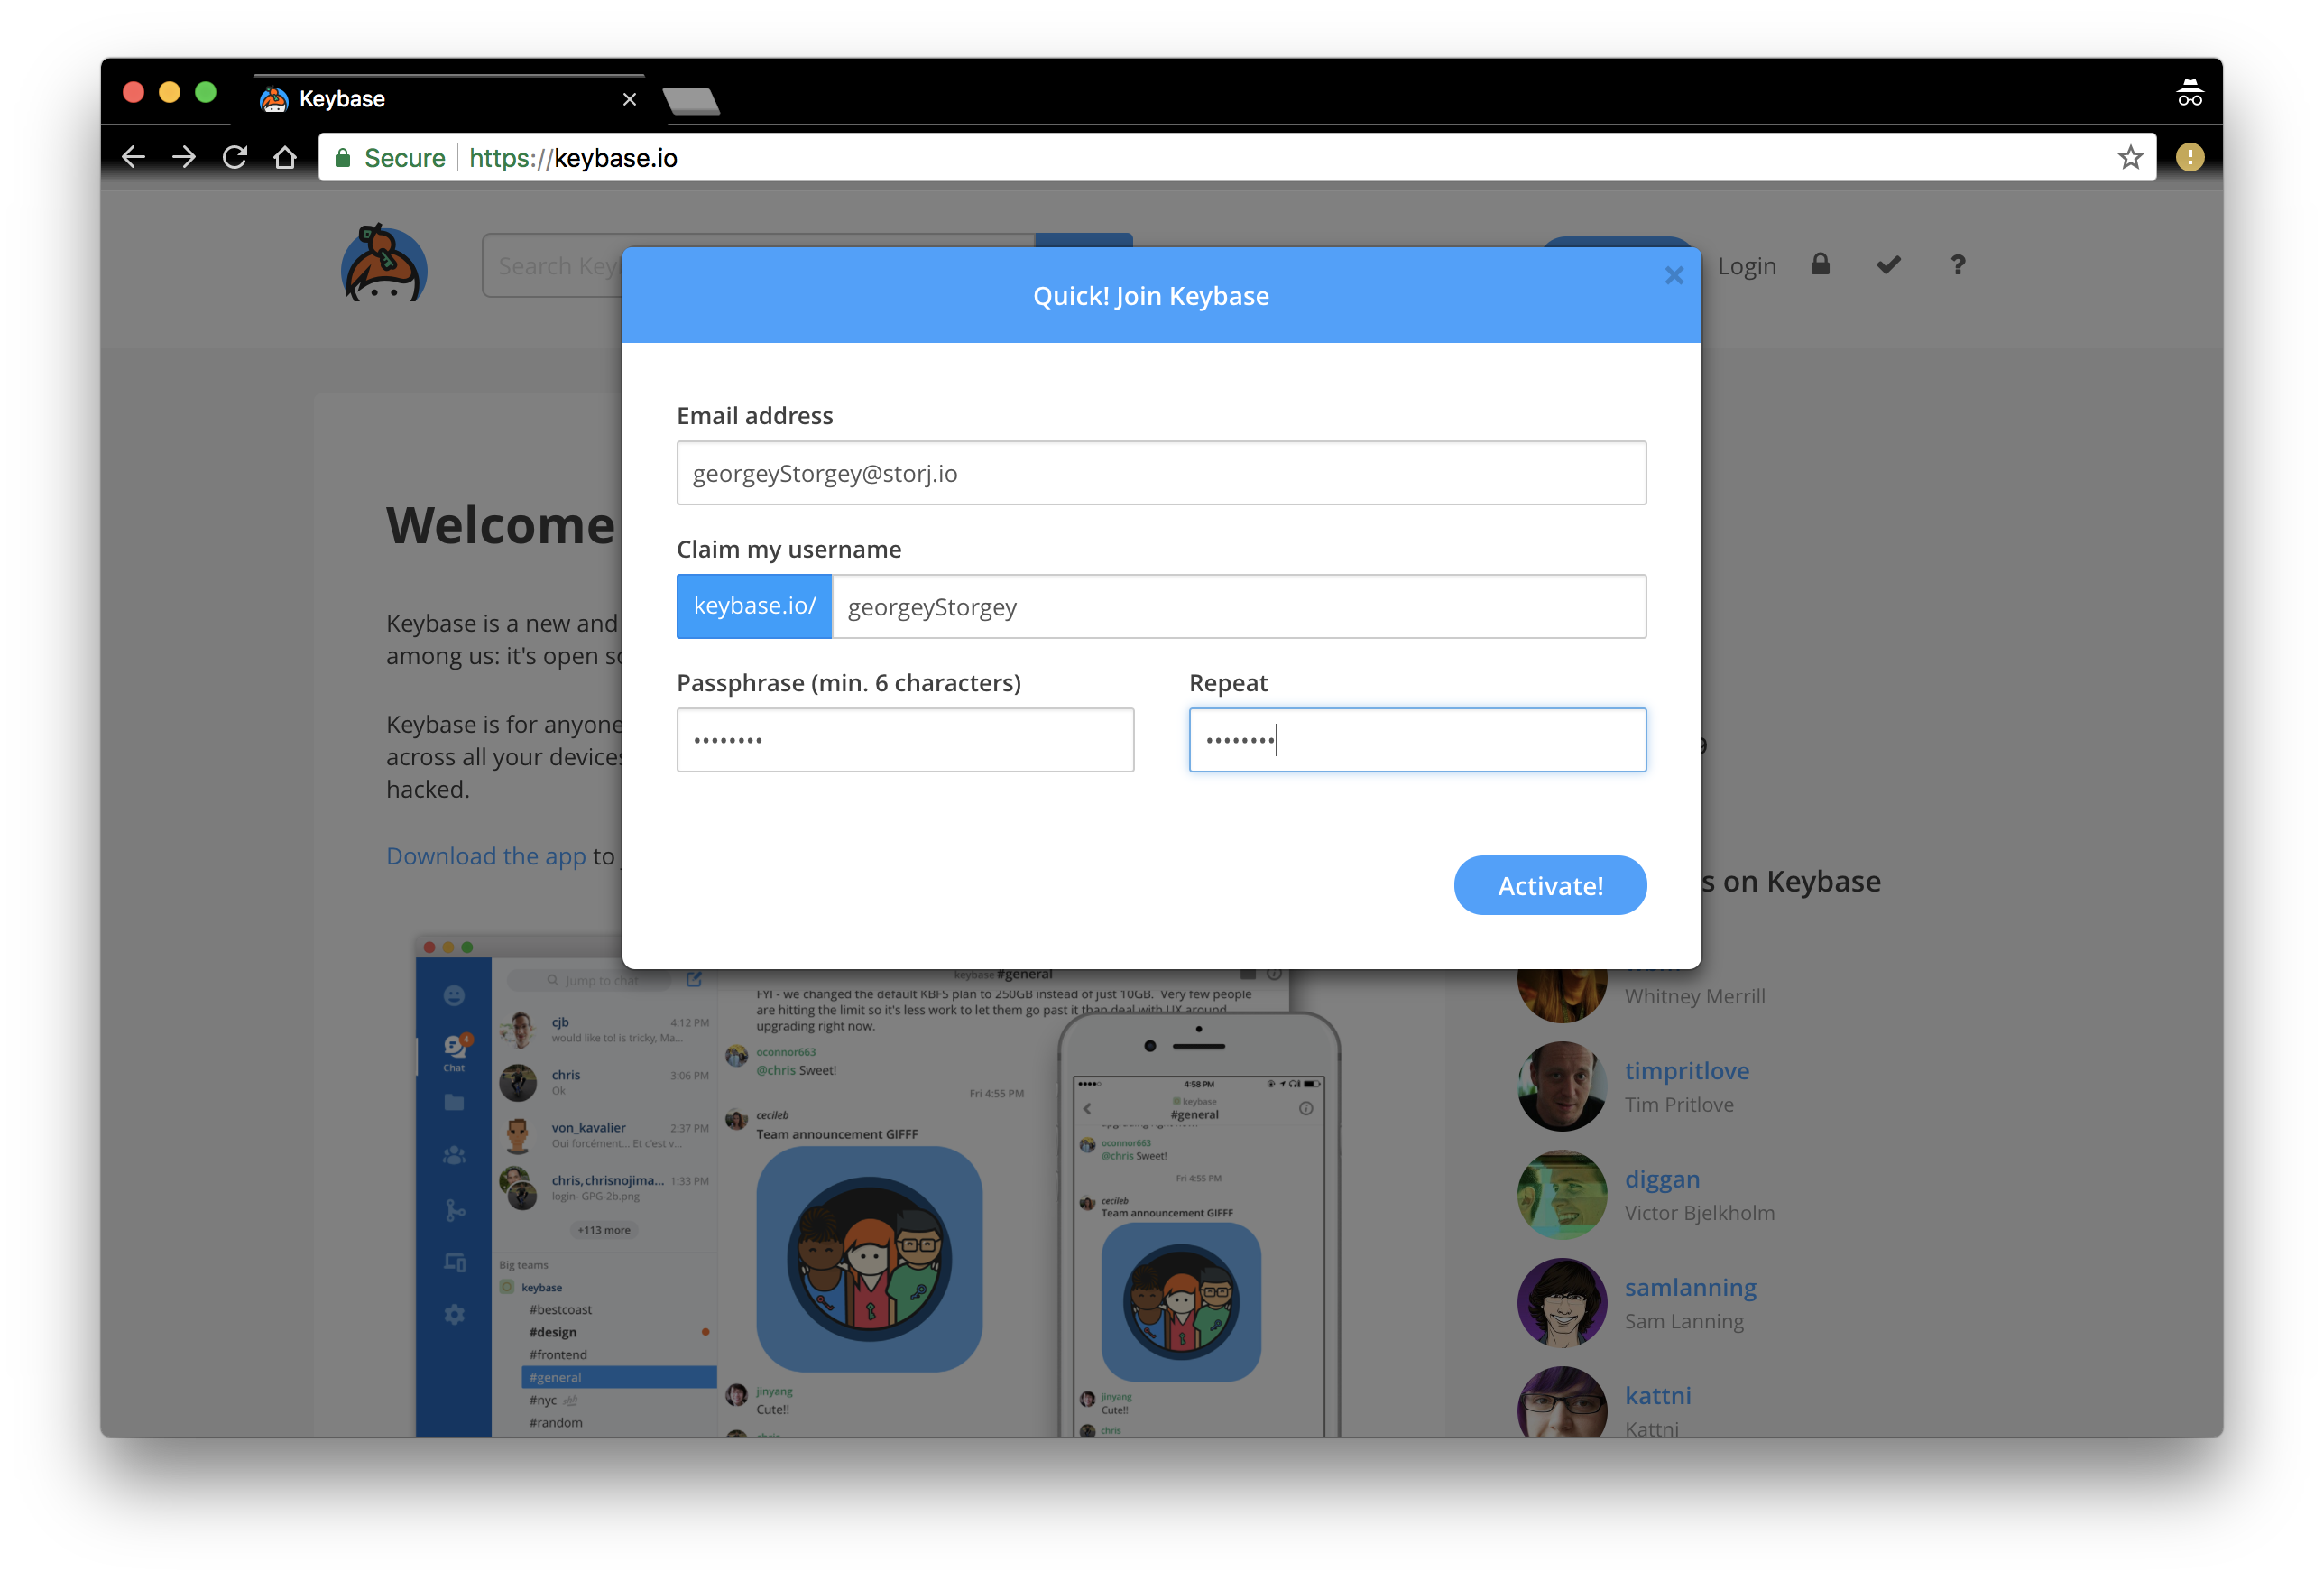 Keybase
Secure
https://keybase.io
Search Key
Login
?
Quick! Join Keybase
Email address
georgeyStorgey@storj.io
Claim my username
keybase.io/
georgeyStorgey
Passphrase (min. 6 characters)
Repeat
••••••••
••••••••
Activate!
Welcome
Keybase is a new and
among us: it's open so
Keybase is for anyone
across all your devices
hacked.
Download the app to
s on Keybase
Whitney Merrill
timpritlove
Tim Pritlove
diggan
Victor Bjelkholm
samlanning
Sam Lanning
kattni
Kattni
Chat
4
Jump to chat
cjb
4:12 PM
would like to! is tricky, Ma...
chris
3:06 PM
Ok
von_kavalier
2:37 PM
Oui forcément... Et c'est v...
chris,chrisnojima...
1:33 PM
login- GPG-2b.png
+113 more
Big teams
keybase
#bestcoast
#design
#frontend
#general
#nyc
#random
keybase #general
FYI - we changed the default KBFS plan to 250GB instead of just 10GB. Very few people
are hitting the limit so it's less work to let them go past it than deal with UX around
upgrading right now.
oconnor663
@chris Sweet!
Fri 4:55 PM
cecileb
Team announcement GIFFF
jinyang
Cute!!
chris
4:58 PM
keybase
#general
oconnor663
@chris Sweet!
Fri 4:55 PM
cecileb
Team announcement GIFFF
jinyang
Cute!!
chris